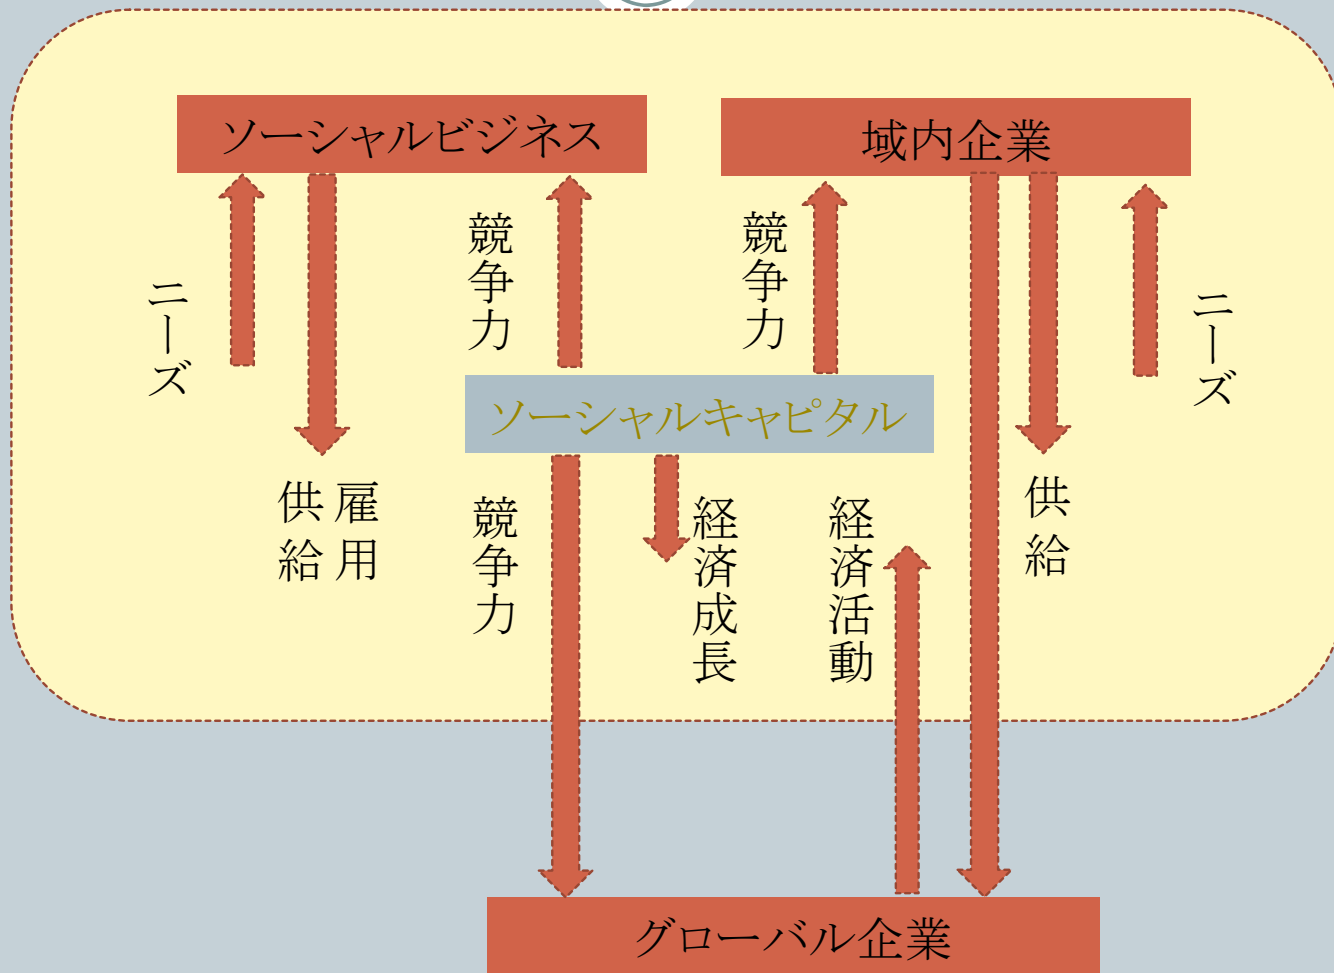 ソーシャルビジネス
域内企業
ニーズ
競争力
競争力
ニーズ
ソーシャルキャピタル
雇用
供給
競争力
経済成長
経済活動
供給
グローバル企業